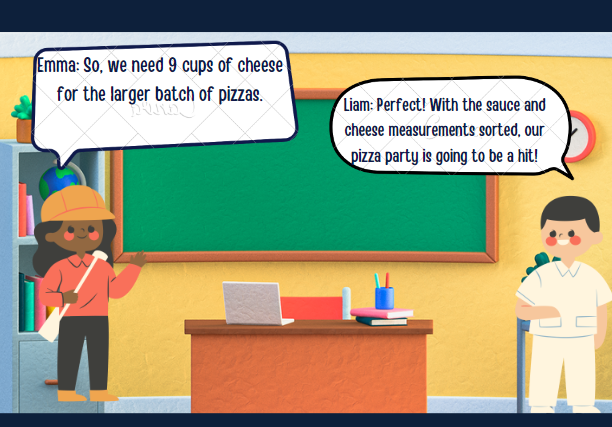 Emma: So, we need 9 cups of cheese
for the larger batch of pizzas.
Liam: Perfect! With the sauce and
cheese measurements sorted, our
pizza party is going to be a hit!